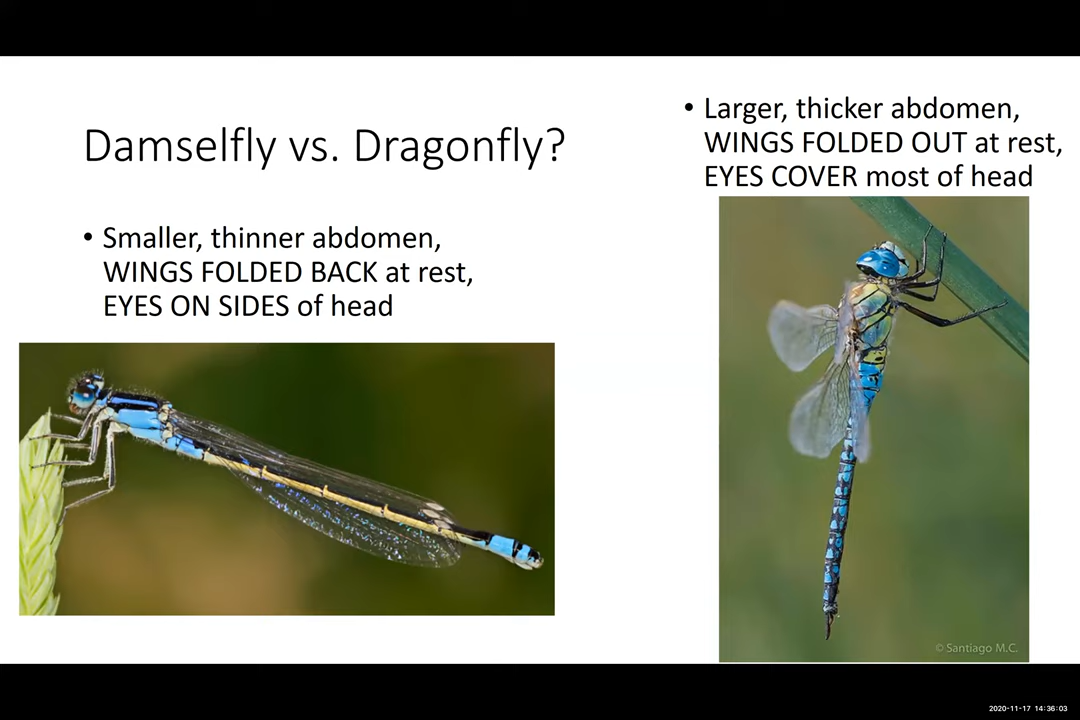 Damselfly vs. Dragonfly?
• Smaller, thinner abdomen,
WINGS FOLDED BACK at rest,
EYES ON SIDES of head
• Larger, thicker abdomen,
WINGS FOLDED OUT at rest,
EYES COVER most of head
© Santiago M.C.
2020-11-17 14:36:03